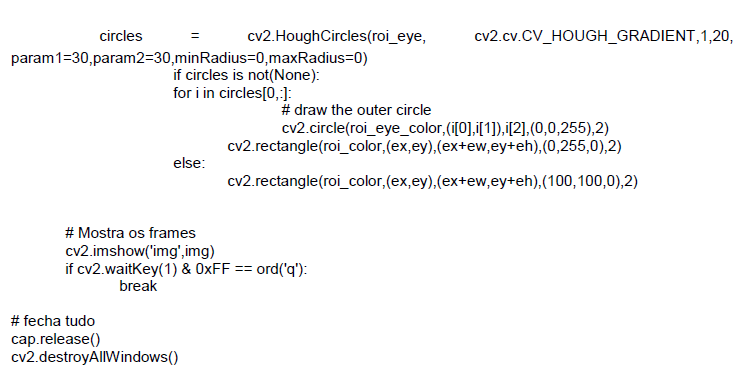 circles = cv2.HoughCircles(roi_eye, cv2.cv.CV_HOUGH_GRADIENT,1,20,
param1=30,param2=30,minRadius=0,maxRadius=0)
if circles is not(None):
for i in circles[0,:]:
# draw the outer circle
cv2.circle(roi_eye_color,(i[0],i[1]),i[2],(0,0,255),2)
cv2.rectangle(roi_color,(ex,ey),(ex+ew,ey+eh),(0,255,0),2)
else:
cv2.rectangle(roi_color,(ex,ey),(ex+ew,ey+eh),(100,100,0),2)
# Mostra os frames
cv2.imshow('img',img)
if cv2.waitKey(1) & 0xFF == ord('q'):
break
# fecha tudo
cap.release()
cv2.destroyAllWindows()